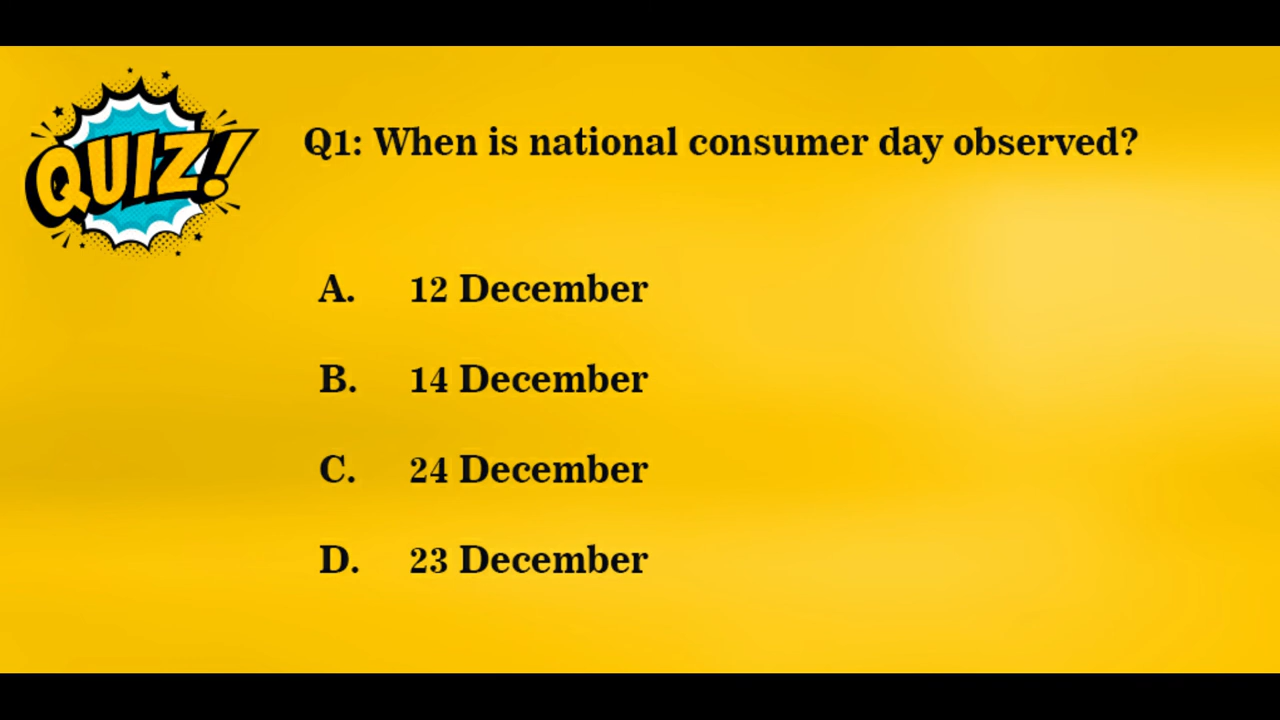 QUIZ!
Q1: When is national consumer day observed?
A. 12 December
B. 14 December
C. 24 December
D. 23 December